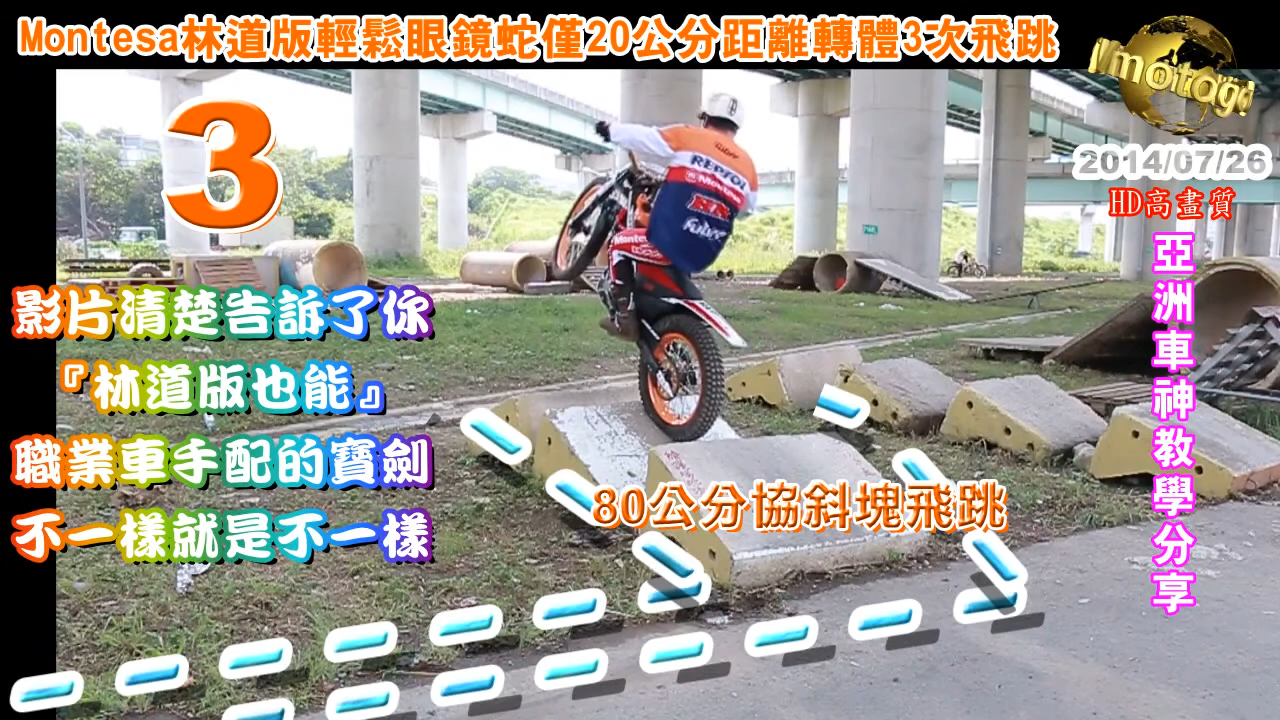 Montesa林道版輕鬆眼鏡蛇僅20公分距離轉體3次飛跳
Vmotogo
2014/07/26
HD高畫質
3
亞洲車神教學分享
影片清楚告訴了你
『林道版也能』
職業車手配的寶劍
不一樣就是不一樣
80公分協斜塊飛跳
REPSOL
Montesa
Future
Montesa